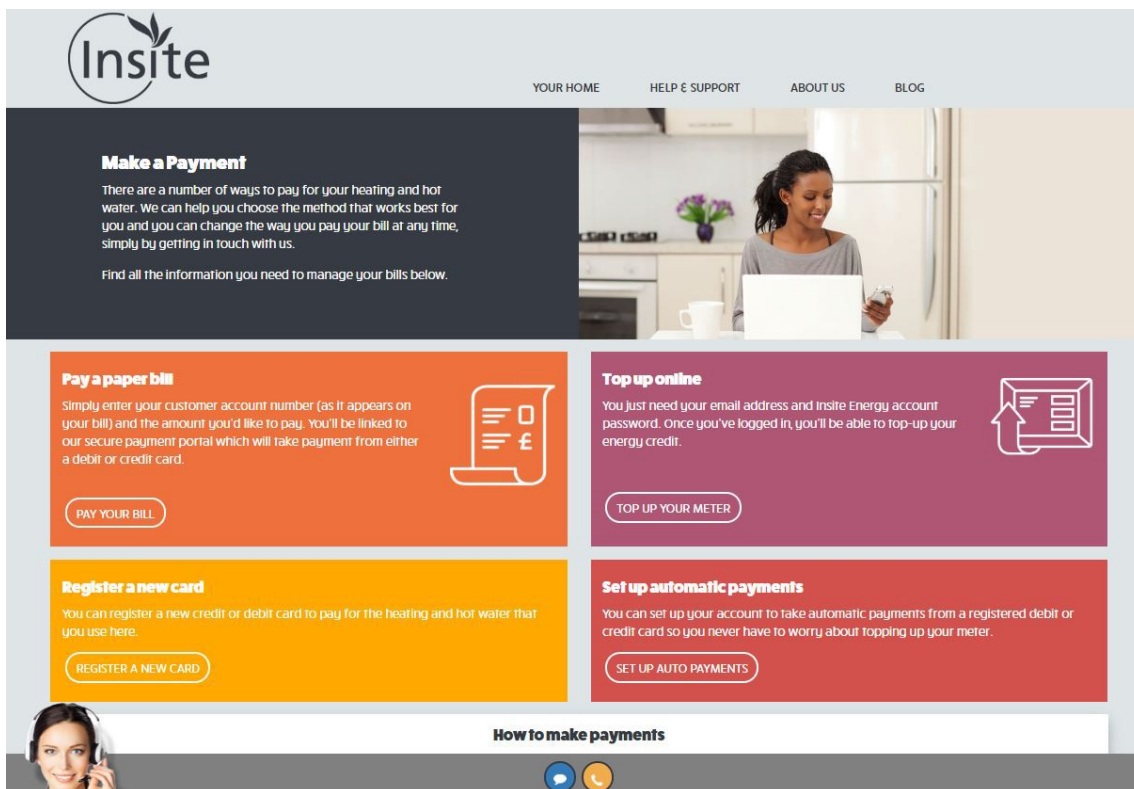 Insite
YOUR HOME HELP & SUPPORT ABOUT US BLOG
Make a Payment
There are a number of ways to pay for your heating and hot
water. We can help you choose the method that works best for
you and you can change the way you pay your bill at any time,
simply by getting in touch with us.
Find all the information you need to manage your bills below.
Pay a paper bill
Simply enter your customer account number (as it appears on
your bill) and the amount you'd like to pay. You'll be linked to
our secure payment portal which will take payment from either
a debit or credit card.
£
PAY YOUR BILL
Top up online
You just need your email address and Insite Energy account
password. Once you've logged in, you'll be able to top-up your
energy credit.
TOP UP YOUR METER
Register a new card
You can register a new credit or debit card to pay for the heating and hot water that
you use here.
REGISTER A NEW CARD
Set up automatic payments
You can set up your account to take automatic payments from a registered debit or
credit card so you never have to worry about topping up your meter.
SET UP AUTO PAYMENTS
How to make payments